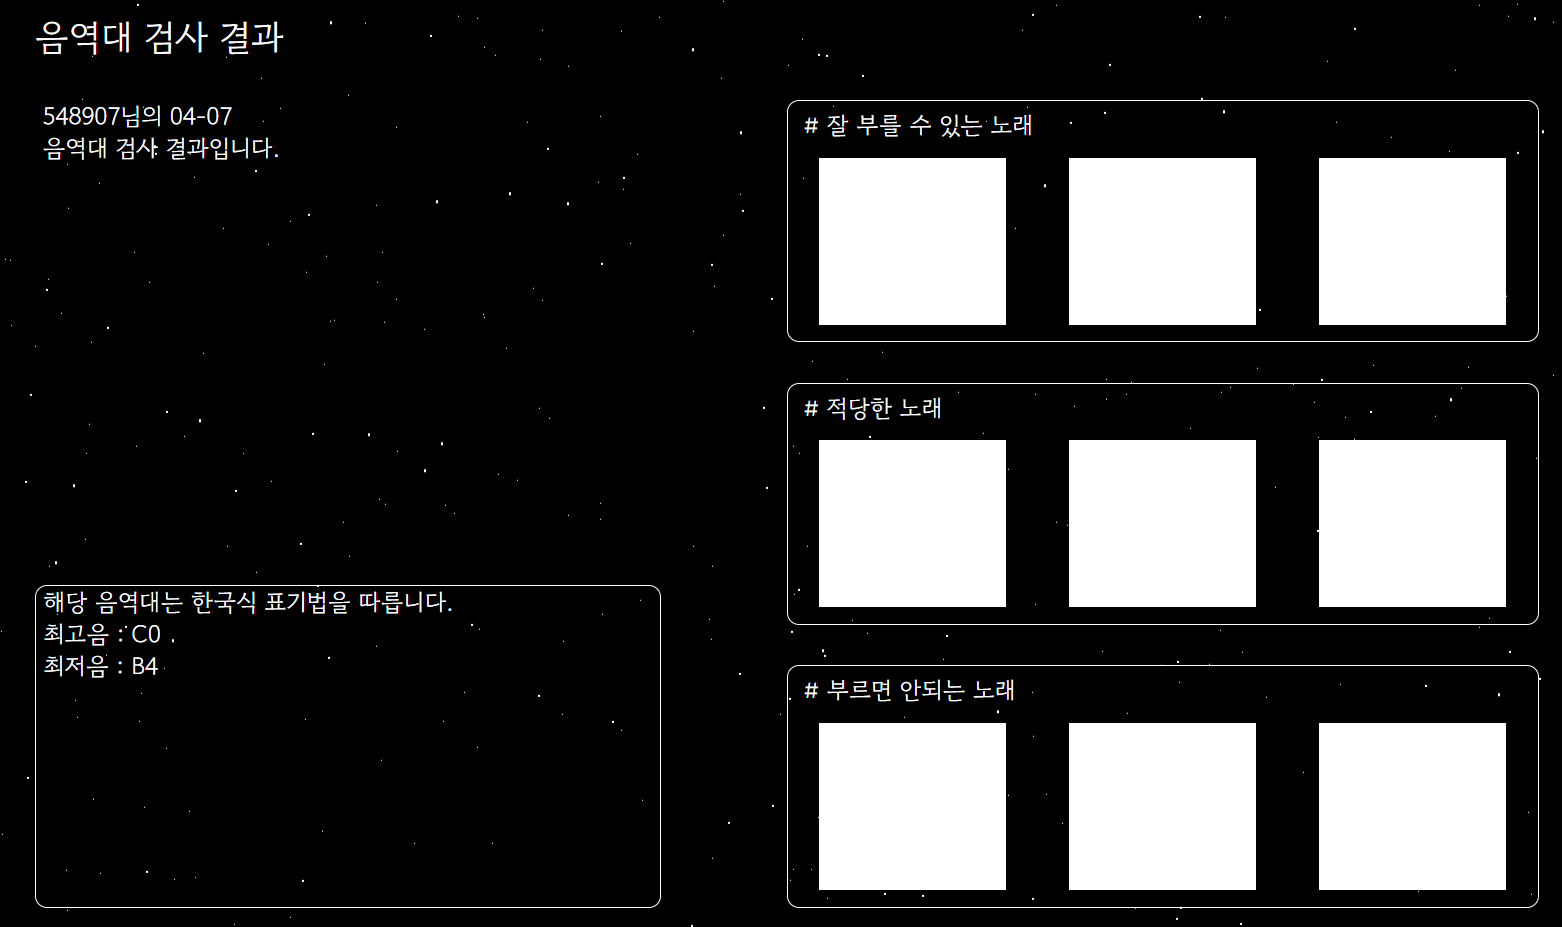 음역대 검사 결과
548907님의 04-07
음역대 검사 결과입니다.
해당 음역대는 한국식 표기법을 따릅니다.
최고음 : C0
최저음 : B4
# 잘 부를 수 있는 노래
# 적당한 노래
# 부르면 안되는 노래